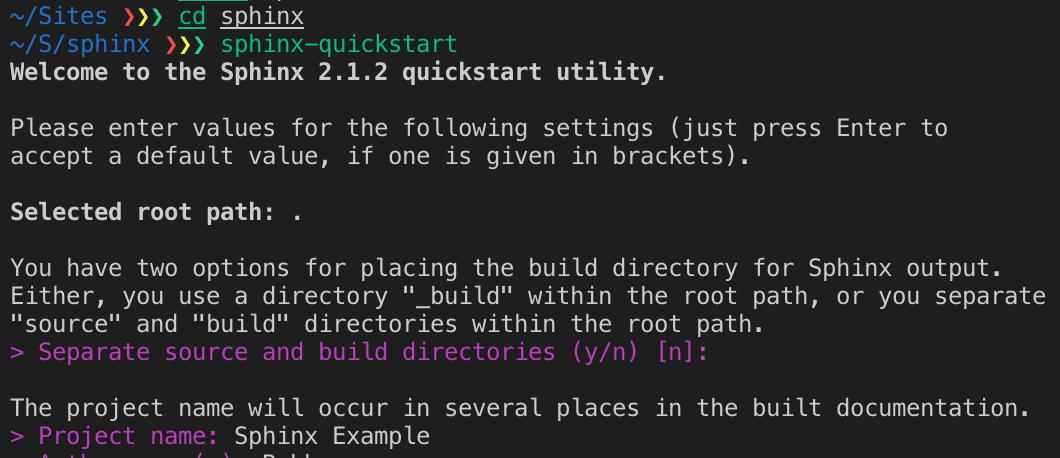 ~/Sites ❯❯❯ cd sphinx
~/S/sphinx ❯❯❯ sphinx-quickstart
Welcome to the Sphinx 2.1.2 quickstart utility.
Please enter values for the following settings (just press Enter to
accept a default value, if one is given in brackets).
Selected root path: .
You have two options for placing the build directory for Sphinx output.
Either, you use a directory "_build" within the root path, or you separate
"source" and "build" directories within the root path.
> Separate source and build directories (y/n) [n]:
The project name will occur in several places in the built documentation.
> Project name: Sphinx Example